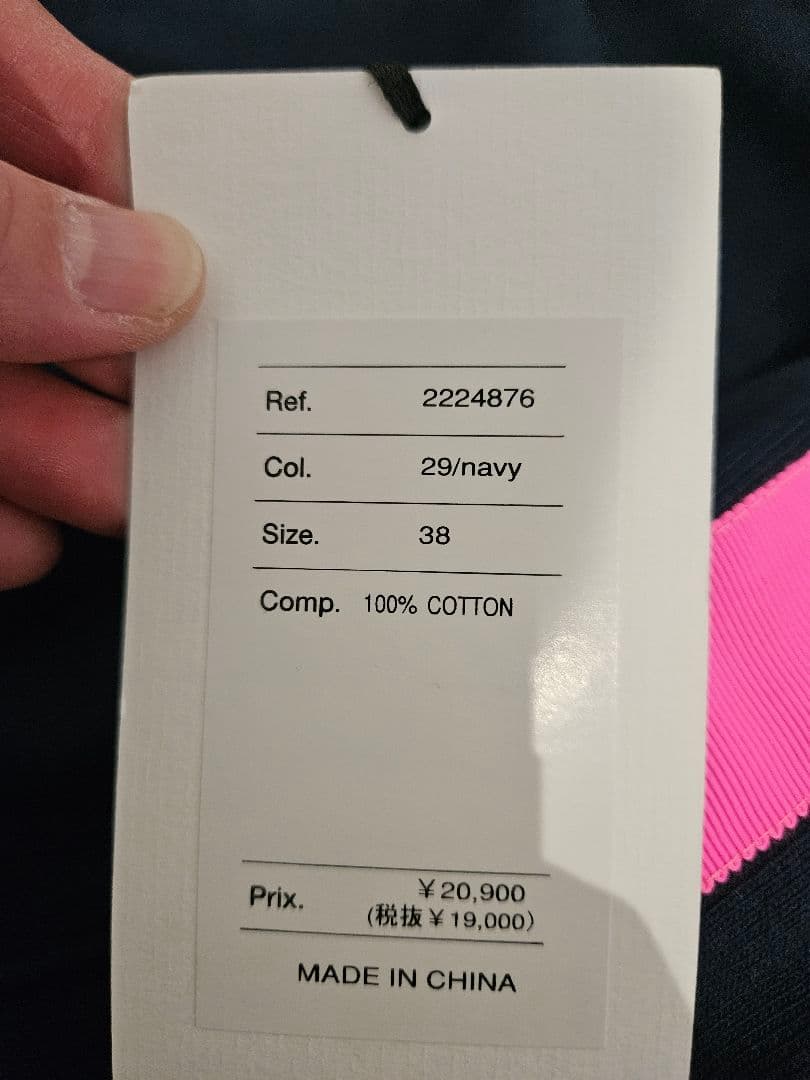 Ref. 2224876
Col. 29/navy
Size. 38
Comp. 100% COTTON
Prix. ¥20,900
(税抜¥19,000)
MADE IN CHINA